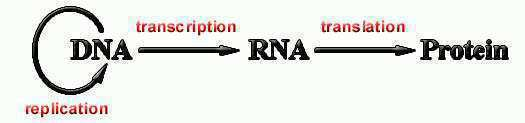 transcription translation
DNA RNA Protein
replication